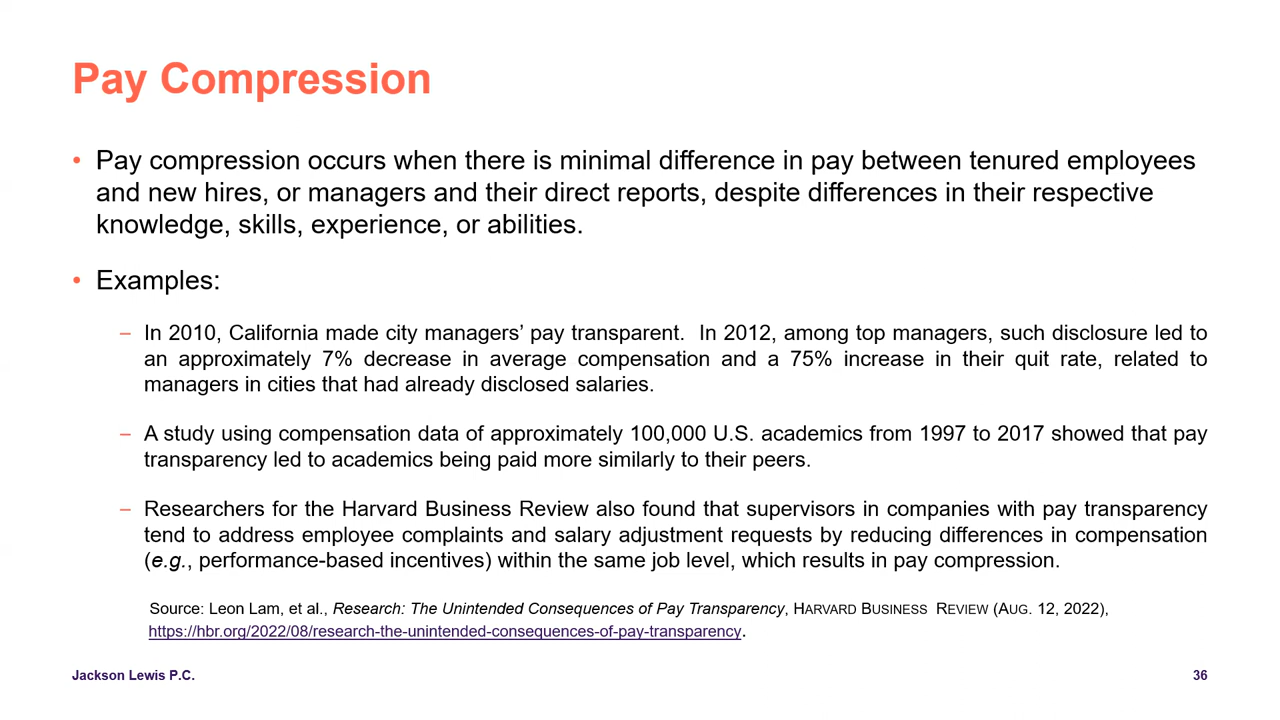 Pay Compression
• Pay compression occurs when there is minimal difference in pay between tenured employees
and new hires, or managers and their direct reports, despite differences in their respective
knowledge, skills, experience, or abilities.
• Examples:
– In 2010, California made city managers’ pay transparent.  In 2012, among top managers, such disclosure led to
an approximately 7% decrease in average compensation and a 75% increase in their quit rate, related to
managers in cities that had already disclosed salaries.
– A study using compensation data of approximately 100,000 U.S. academics from 1997 to 2017 showed that pay
transparency led to academics being paid more similarly to their peers.
– Researchers for the Harvard Business Review also found that supervisors in companies with pay transparency
tend to address employee complaints and salary adjustment requests by reducing differences in compensation
(e.g., performance-based incentives) within the same job level, which results in pay compression.
Source: Leon Lam, et al., Research: The Unintended Consequences of Pay Transparency, HARVARD BUSINESS REVIEW (AUG. 12, 2022),
https://hbr.org/2022/08/research-the-unintended-consequences-of-pay-transparency.
Jackson Lewis P.C.
36